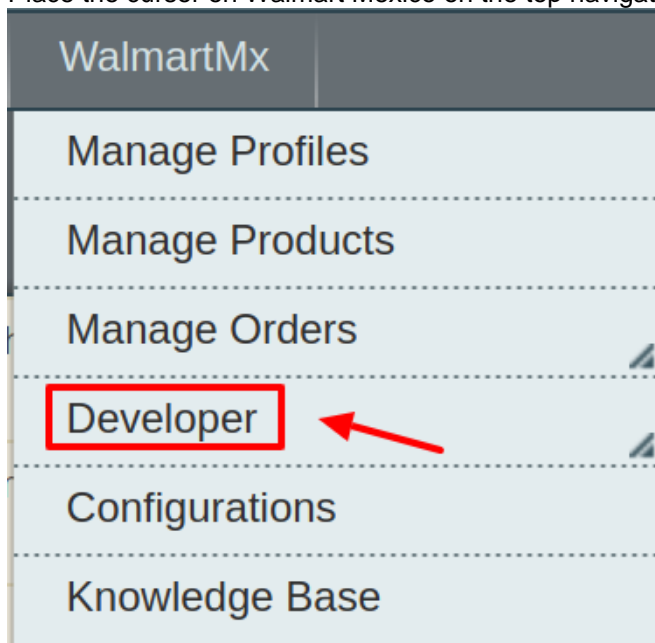 WalmartMx
Manage Profiles
Manage Products
Manage Orders
Developer
Configurations
Knowledge Base